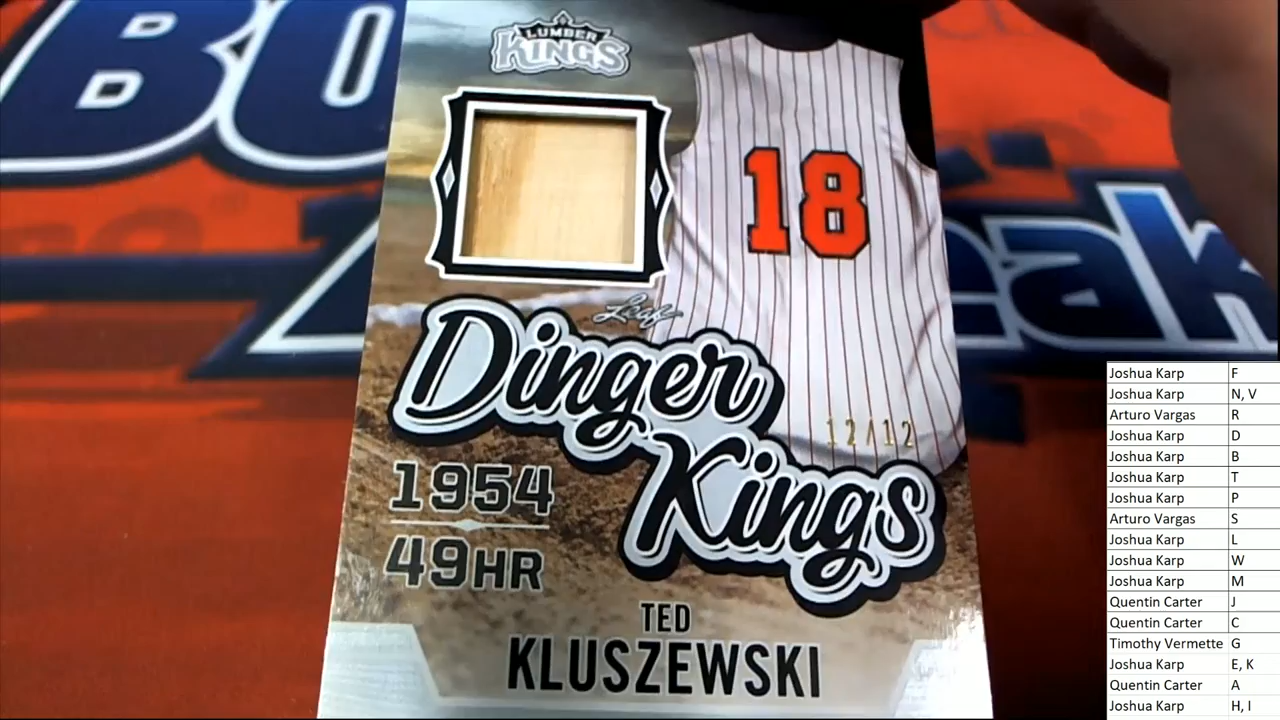 BO
eak
LUMBER
KINGS
18
Leaf
Dinger
Kings
12/12
1954
49HR
TED
KLUSZEWSKI
Joshua Karp F
Joshua Karp N, V
Arturo Vargas R
Joshua Karp D
Joshua Karp B
Joshua Karp T
Joshua Karp P
Arturo Vargas S
Joshua Karp L
Joshua Karp W
Joshua Karp M
Quentin Carter J
Quentin Carter C
Timothy Vermette G
Joshua Karp E, K
Quentin Carter A
Joshua Karp H, I